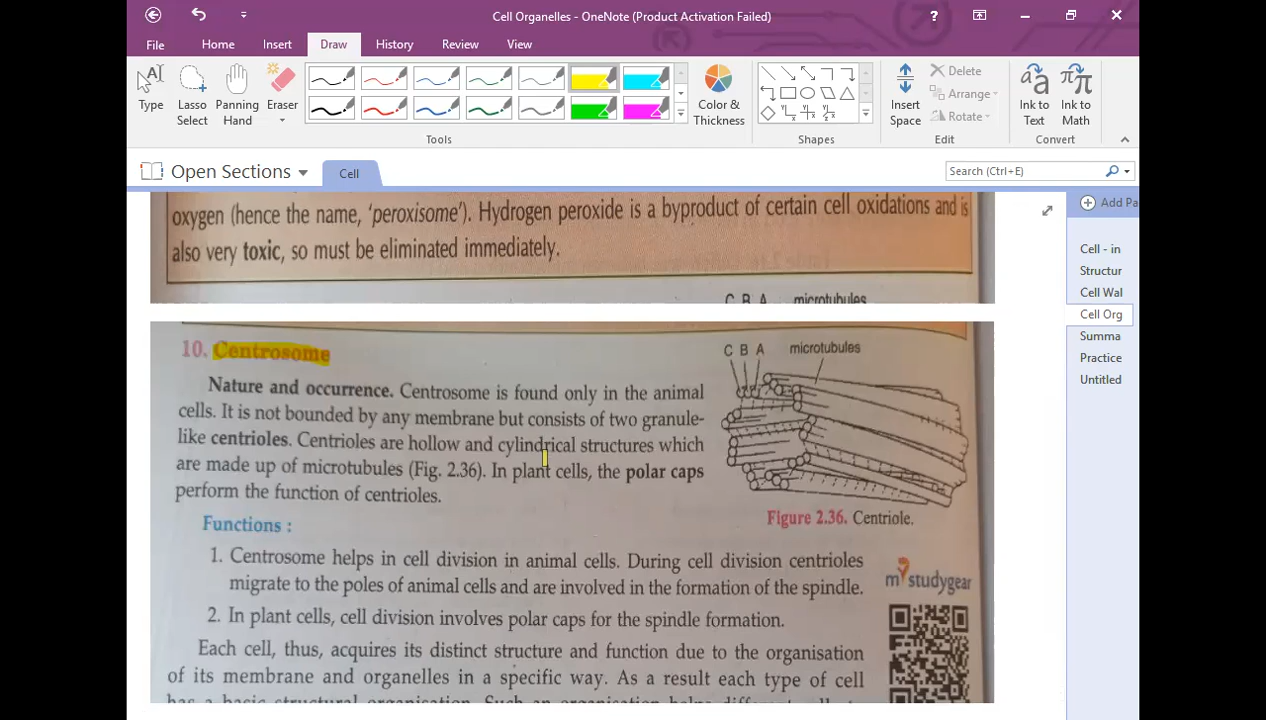 Cell Organelles - OneNote (Product Activation Failed)
?
File Home Insert Draw History Review View
Type
Lasso Select
Panning Hand
Eraser
Color & Thickness
Insert Space
Delete
Arrange
Rotate
Ink to Text
Ink to Math
Tools
Shapes
Edit
Convert
Open Sections
Cell
Search (Ctrl+E)
Add Pa
Cell - in
Structur
Cell Wal
Cell Org
Summa
Practice
Untitled
oxygen (hence the name, 'peroxisome'). Hydrogen peroxide is a byproduct of certain cell oxidations and is
also very toxic, so must be eliminated immediately.
C B A microtubules
10. Centrosome
Nature and occurrence. Centrosome is found only in the animal
cells. It is not bounded by any membrane but consists of two granule-
like centrioles. Centrioles are hollow and cylindrical structures which
are made up of microtubules (Fig. 2.36). In plant cells, the polar caps
perform the function of centrioles.
C B A microtubules
Figure 2.36. Centriole.
Functions :
1. Centrosome helps in cell division in animal cells. During cell division centrioles
migrate to the poles of animal cells and are involved in the formation of the spindle.
2. In plant cells, cell division involves polar caps for the spindle formation.
studygear
Each cell, thus, acquires its distinct structure and function due to the organisation
of its membrane and organelles in a specific way. As a result each type of cell
has a basic structural organisation. Such an organisation helps different